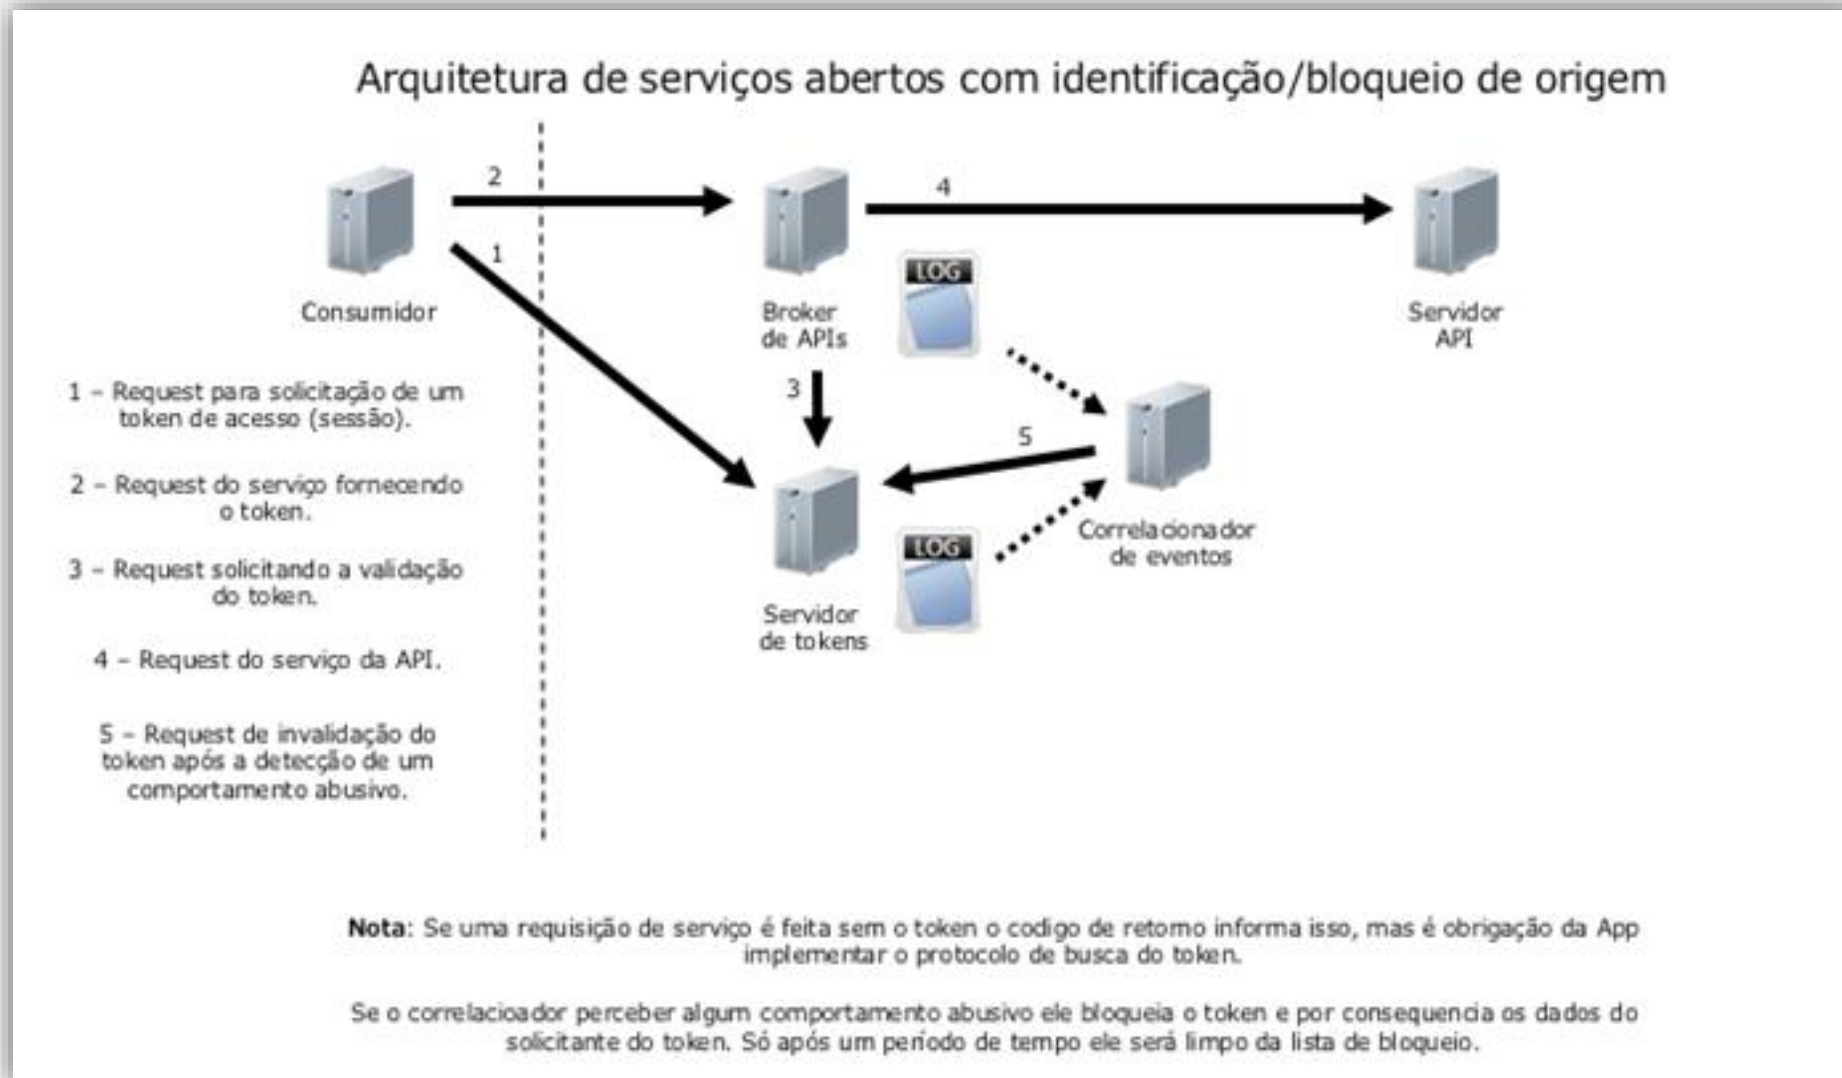 Arquitetura de serviços abertos com identificação/bloqueio de origem
2
4
1
Consumidor
Broker
de APIs
LOG
Servidor
API
3
5
1 – Request para solicitação de um
token de acesso (sessão).
2 – Request do serviço fornecendo
o token.
3 – Request solicitando a validação
do token.
4 – Request do serviço da API.
5 – Request de invalidação do
token após a detecção de um
comportamento abusivo.
Correlacionador
de eventos
LOG
Servidor
de tokens
Nota: Se uma requisição de serviço é feita sem o token o codigo de retorno informa isso, mas é obrigação da App
implementar o protocolo de busca do token.
Se o correlacioador perceber algum comportamento abusivo ele bloqueia o token e por consequencia os dados do
solicitante do token. Só após um período de tempo ele será limpo da lista de bloqueio.